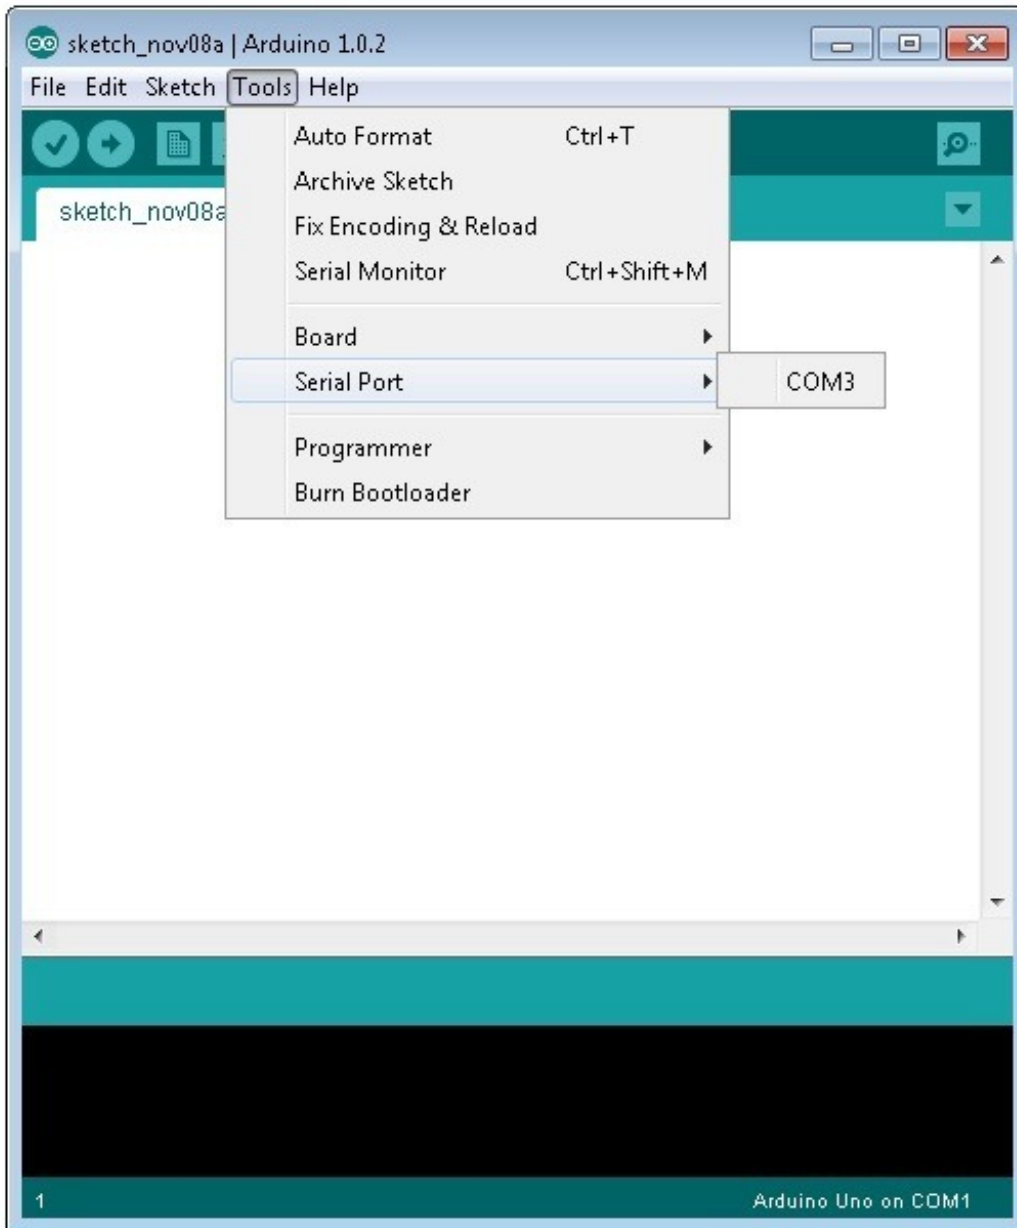 sketch_nov08a | Arduino 1.0.2
File Edit Sketch Tools Help
Auto Format Ctrl+T
Archive Sketch
sketch_nov08a
Fix Encoding & Reload
Serial Monitor Ctrl+Shift+M
Board
Serial Port COM3
Programmer
Burn Bootloader
1 Arduino Uno on COM1